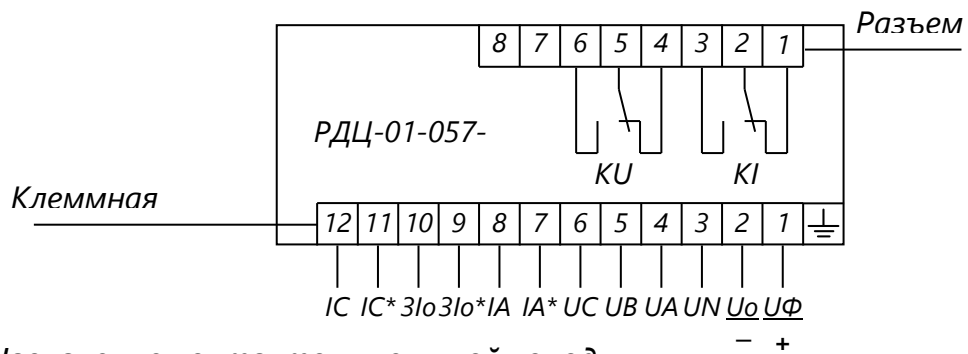 Разъем
8 7 6 5 4 3 2 1
РДЦ-01-057-
KU KI
Клеммная
12 11 10 9 8 7 6 5 4 3 2 1
IC IC* 3Io 3Io* IA IA* UC UB UA UN Uo UФ
– +